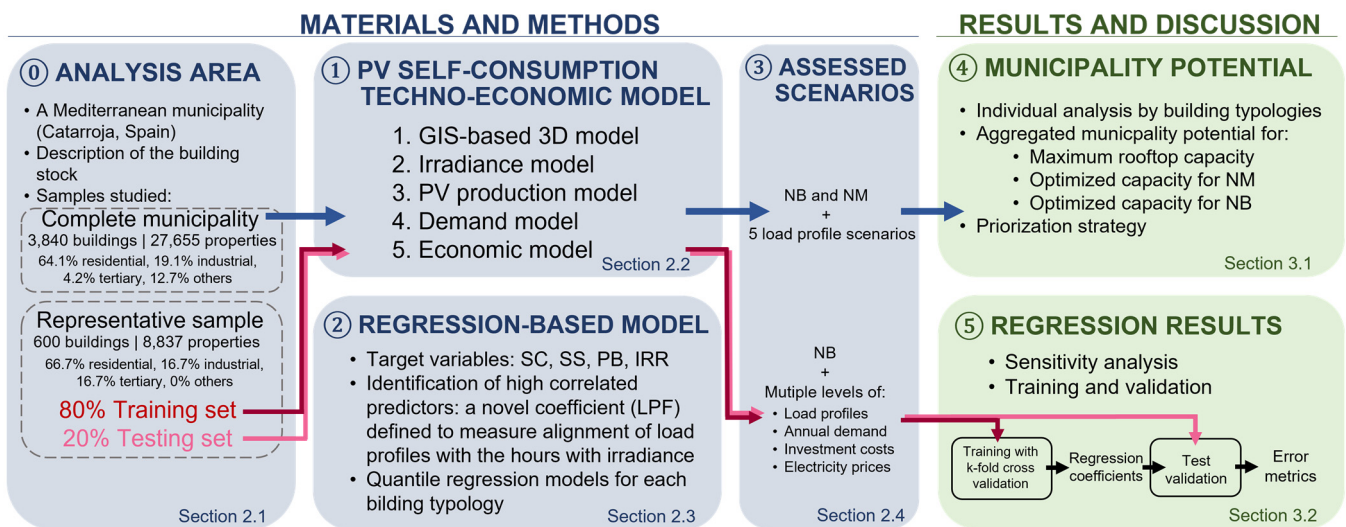 MATERIALS AND METHODS
⓪ ANALYSIS AREA
• A Mediterranean municipality
(Catarroja, Spain)
• Description of the building
stock
• Samples studied:
Complete municipality
3,840 buildings | 27,655 properties
64.1% residential, 19.1% industrial,
4.2% tertiary, 12.7% others
Representative sample
600 buildings | 8,837 properties
66.7% residential, 16.7% industrial,
16.7% tertiary, 0% others
80% Training set
20% Testing set
Section 2.1
① PV SELF-CONSUMPTION
TECHNO-ECONOMIC MODEL
1. GIS-based 3D model
2. Irradiance model
3. PV production model
4. Demand model
5. Economic model
Section 2.2
② REGRESSION-BASED MODEL
• Target variables: SC, SS, PB, IRR
• Identification of high correlated
predictors: a novel coefficient (LPF)
defined to measure alignment of load
profiles with the hours with irradiance
• Quantile regression models for each
bilding typology
Section 2.3
③ ASSESSED
SCENARIOS
NB and NM
+
5 load profile scenarios
NB
+
Mutiple levels of:
• Load profiles
• Annual demand
• Investment costs
• Electricity prices
Section 2.4
RESULTS AND DISCUSSION
④ MUNICIPALITY POTENTIAL
• Individual analysis by building typologies
• Aggregated municpality potential for:
• Maximum rooftop capacity
• Optimized capacity for NM
• Optimized capacity for NB
• Priorization strategy
Section 3.1
⑤ REGRESSION RESULTS
• Sensitivity analysis
• Training and validation
Training with
k-fold cross
validation
Regression
coefficients
Test
validation
Error
metrics
Section 3.2